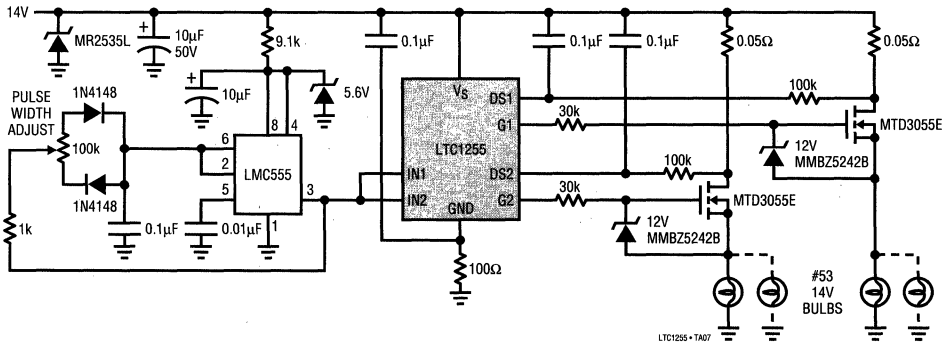 14V
MR2535L
+
10µF
50V
9.1k
0.1µF
0.1µF
0.1µF
0.05Ω
0.05Ω
+
10µF
5.6V
PULSE
WIDTH
ADJUST
1N4148
100k
1N4148
1k
0.1µF
0.01µF
8
4
6
2
5
3
1
LMC555
VS
LTC1255
DS1
G1
DS2
G2
IN1
IN2
GND
100Ω
30k
100k
100k
30k
MTD3055E
12V
MMBZ5242B
MTD3055E
12V
MMBZ5242B
#53
14V
BULBS
LTC1255 • TA07